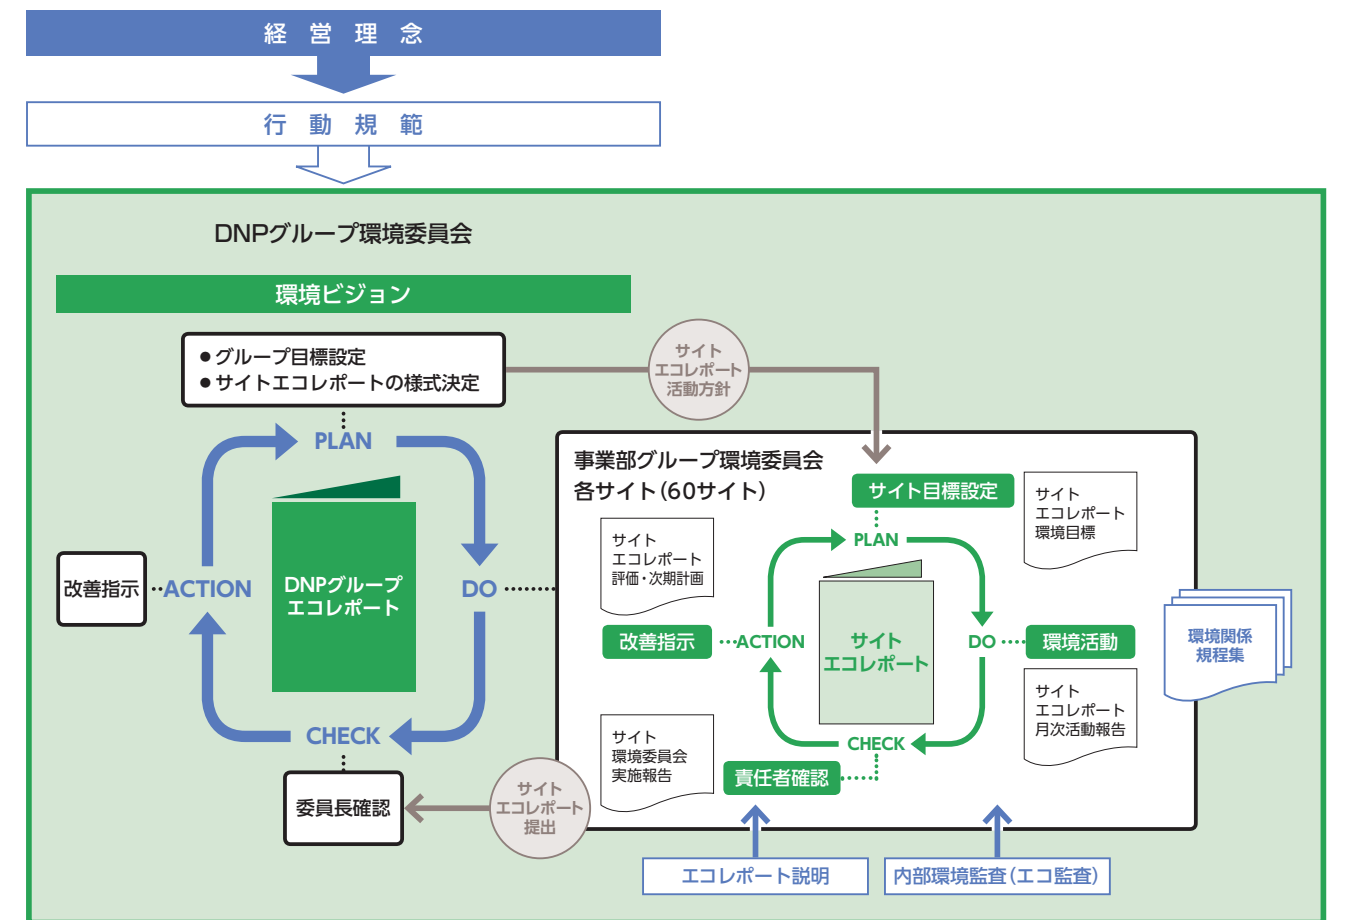 経営理念
行動規範
DNPグループ環境委員会
環境ビジョン
●グループ目標設定
●サイトエコレポートの様式決定
サイト
エコレポート
活動方針
PLAN
DO
CHECK
ACTION
改善指示
DNPグループ
エコレポート
委員長確認
サイト
エコレポート
提出
事業部グループ環境委員会
各サイト(60サイト)
サイト目標設定
サイト
エコレポート
環境目標
サイト
エコレポート
評価・次期計画
PLAN
DO
CHECK
ACTION
改善指示
サイト
エコレポート
環境活動
サイト
エコレポート
月次活動報告
サイト
環境委員会
実施報告
責任者確認
環境関係
規程集
エコレポート説明
内部環境監査(エコ監査)